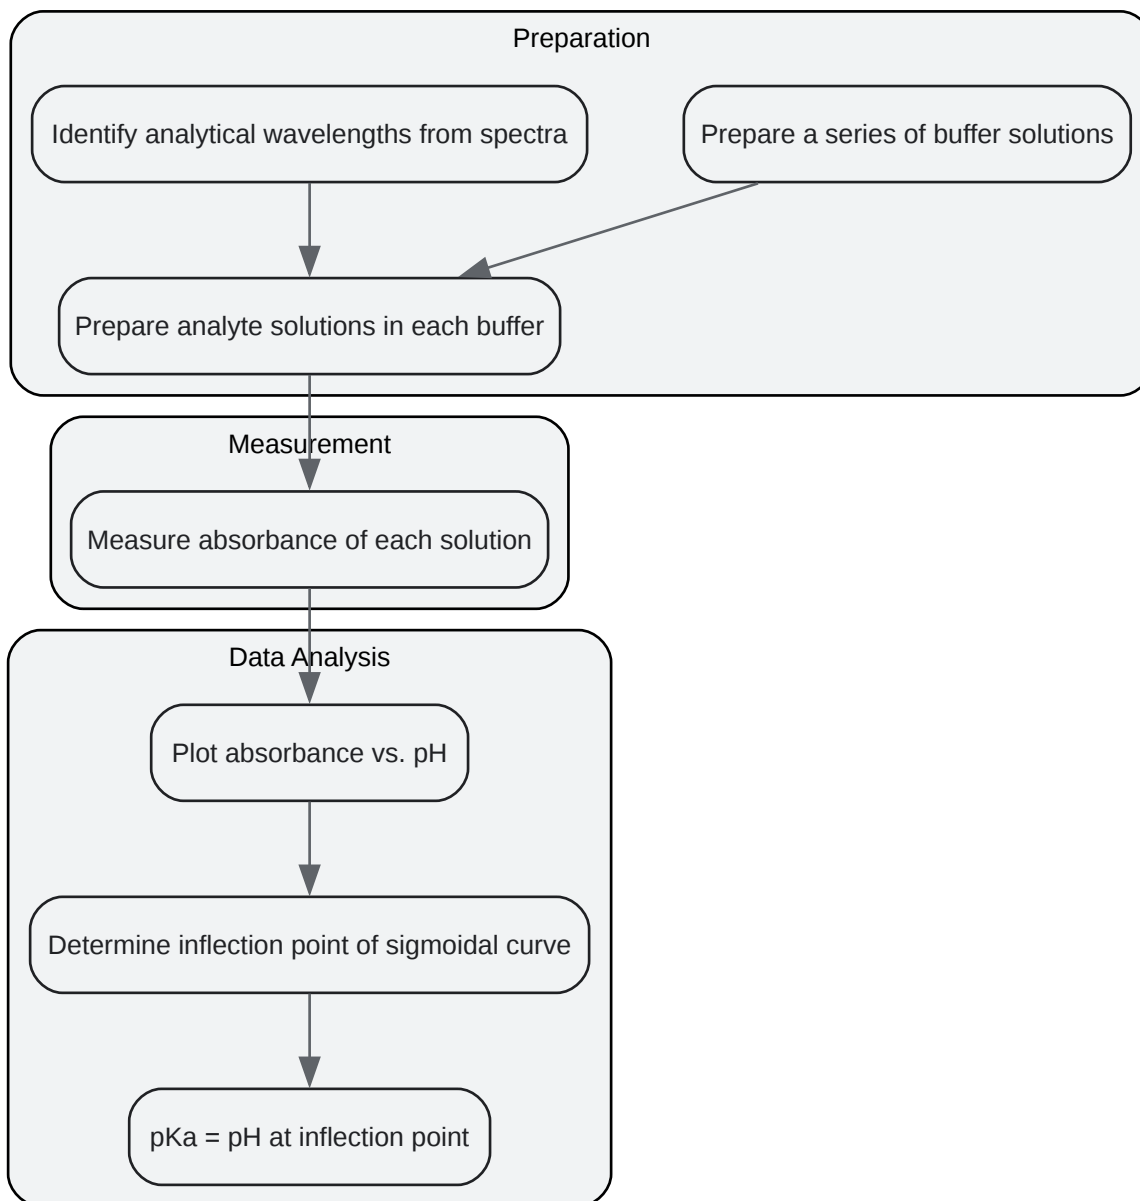 Preparation
Identify analytical wavelengths from spectra
Prepare a series of buffer solutions
Prepare analyte solutions in each buffer
Measurement
Measure absorbance of each solution
Data Analysis
Plot absorbance vs. pH
Determine inflection point of sigmoidal curve
pKa = pH at inflection point